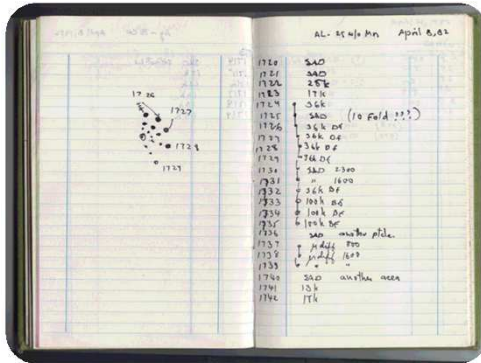 1726
1727
1728
1729
AL-25 w/o Mn April 8, 82
1720 SAD
1721 SAD
1722 25k
1723 17k
1724 36k
1725 SAD (10 Fold ???)
1726 36k DF
1727 36k DF
1728 36k DF
1729 36k DF
1730 SAD 2300
1731 " 1600
1732 36k DF
1733 100k DF
1734 100k DF
1735 100k DF
1736 SAD another
1737 μ diff 800
1738 μ diff 1600
1739 "
1740 SAD another area
1741 13k
1742 17k